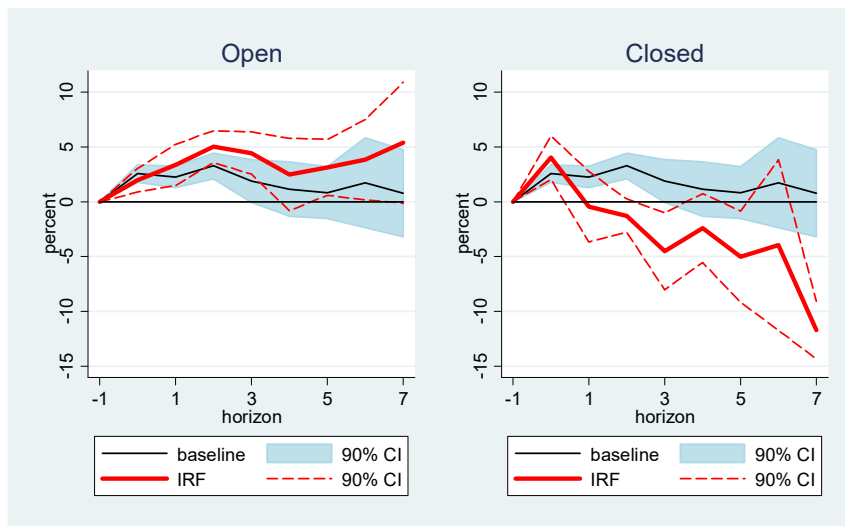 Open
percent
10
5
0
-5
-10
-15
-1 1 3 5 7
horizon
baseline 90% CI
IRF 90% CI
Closed
percent
10
5
0
-5
-10
-15
-1 1 3 5 7
horizon
baseline 90% CI
IRF 90% CI